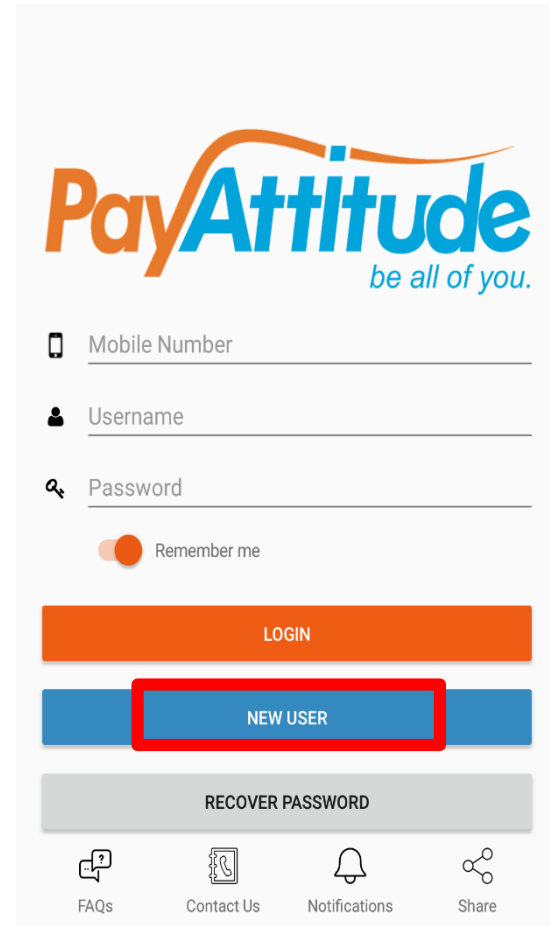 PayAttitude
be all of you.
Mobile Number
Username
Password
Remember me
LOGIN
NEW USER
RECOVER PASSWORD
FAQs Contact Us Notifications Share